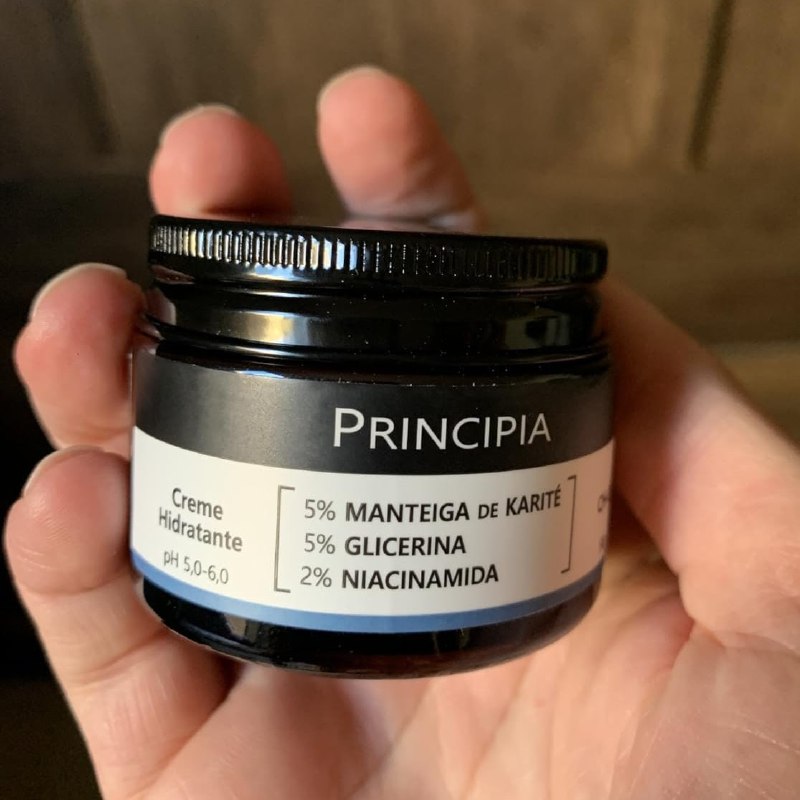 PRINCIPIA
Creme
Hidratante
pH 5,0-6,0
5% MANTEIGA DE KARITÉ
5% GLICERINA
2% NIACINAMIDA